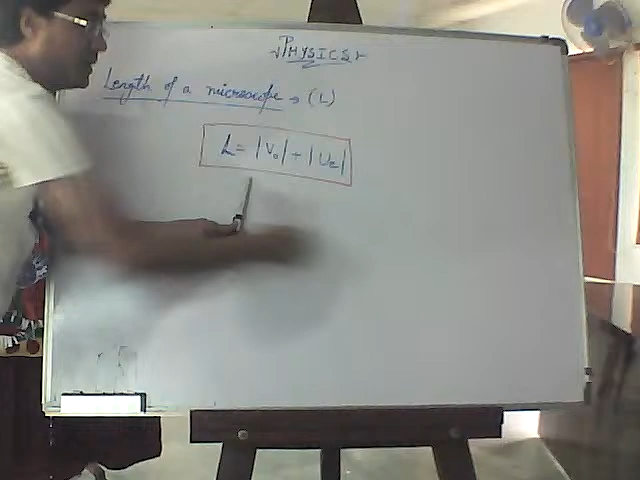 PHYSICS
Length of a microscope → (L)
L = |V₀| + |Uₑ|